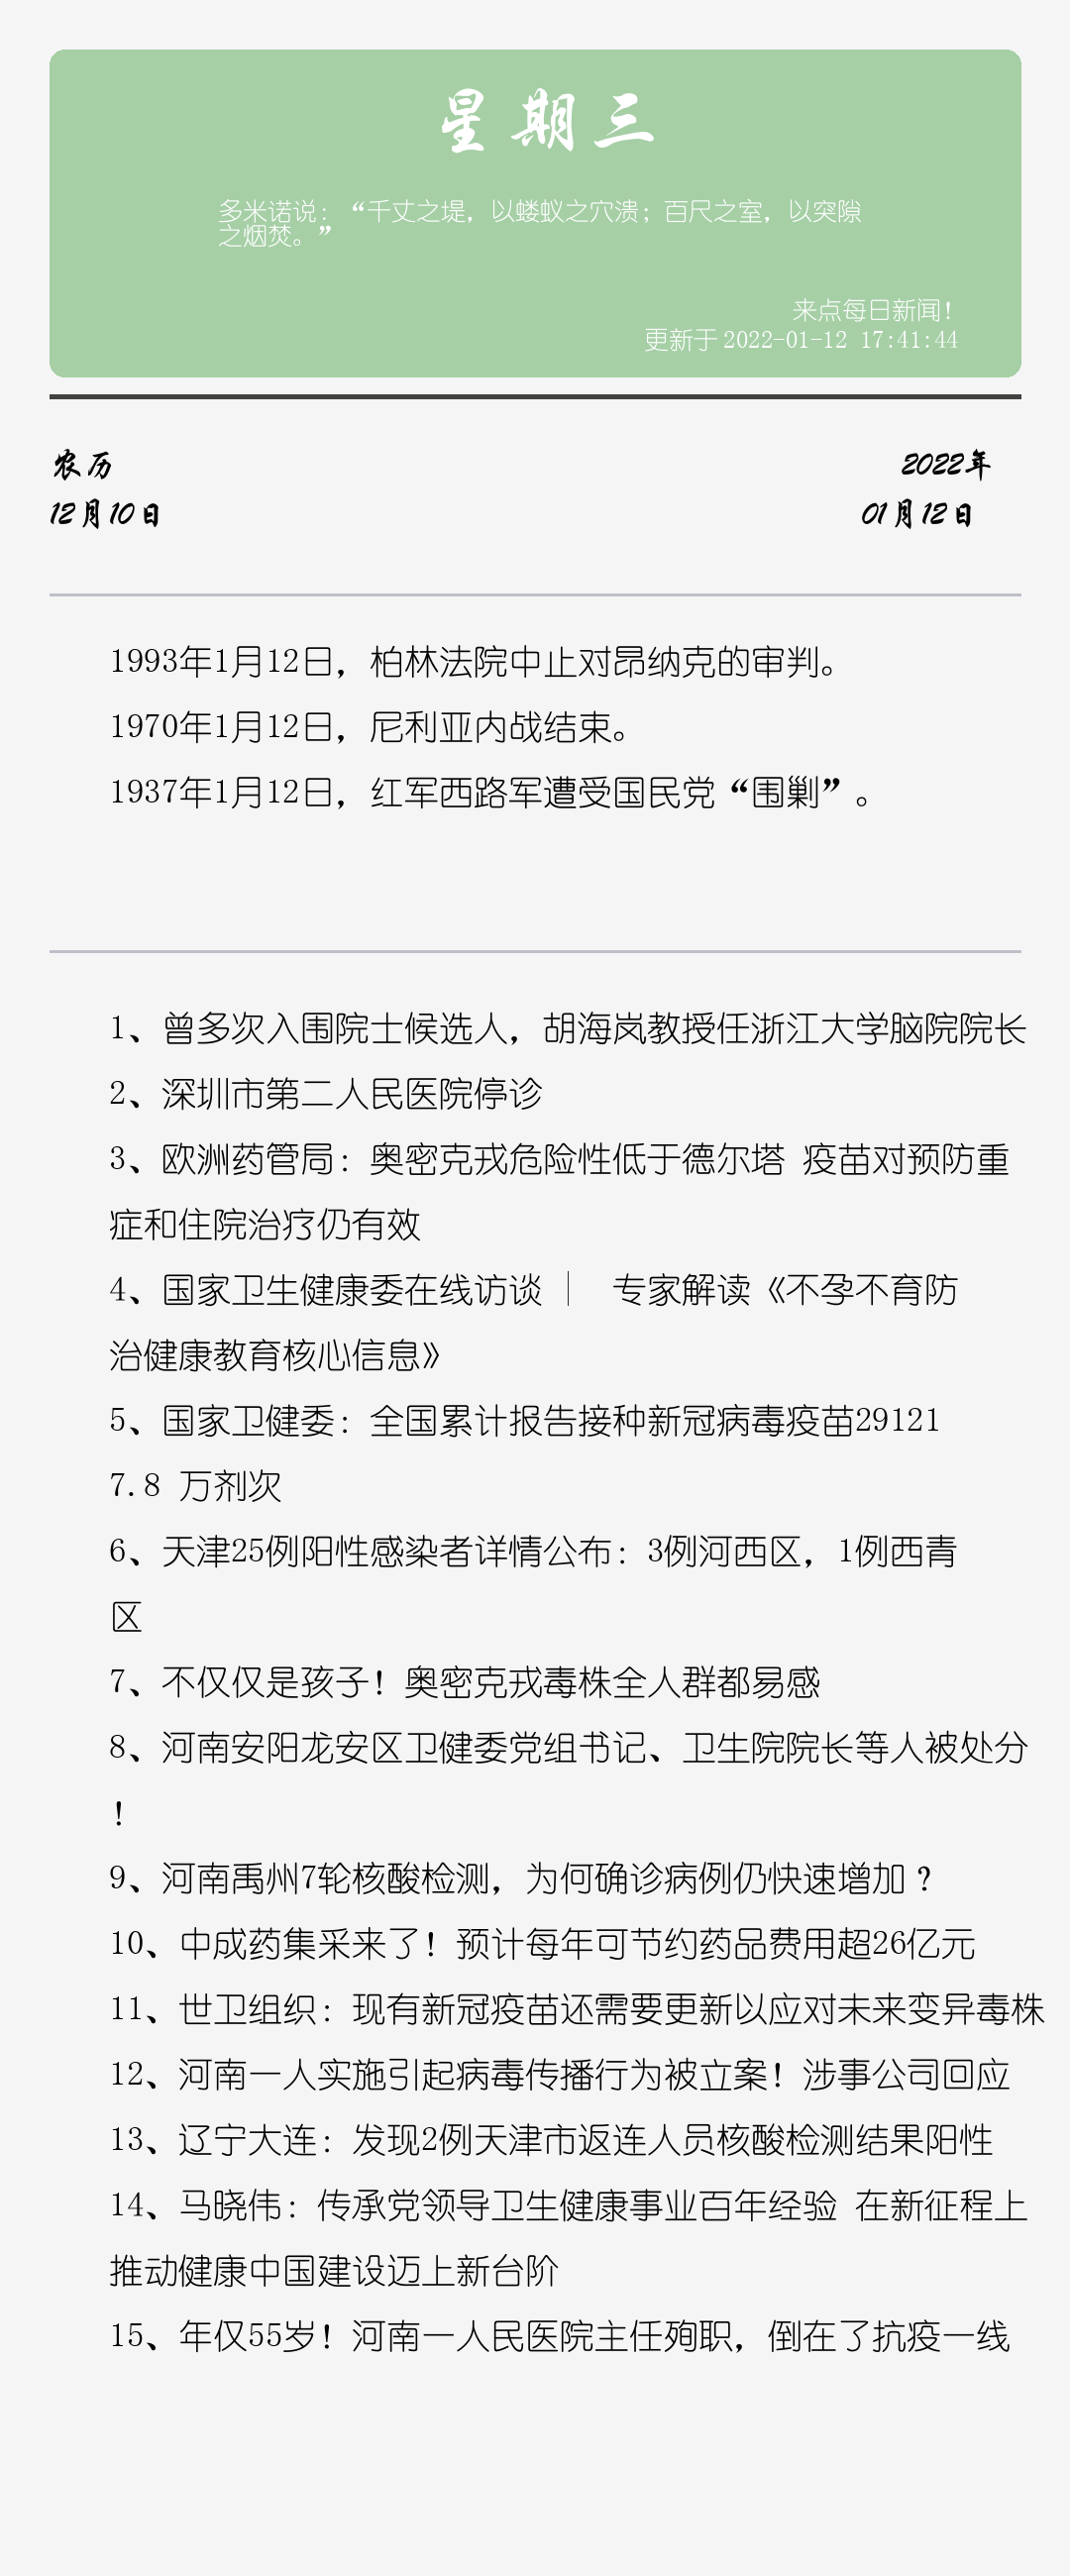 星期三
多米诺说：“千丈之堤，以蝼蚁之穴溃；百尺之室，以突隙
之烟焚。”
来点每日新闻！
更新于 2022-01-12 17:41:44
农历
12月10日
2022年
01月12日
1993年1月12日，柏林法院中止对昂纳克的审判。
1970年1月12日，尼利亚内战结束。
1937年1月12日，红军西路军遭受国民党“围剿”。
1、曾多次入围院士候选人，胡海岚教授任浙江大学脑院院长
2、深圳市第二人民医院停诊
3、欧洲药管局：奥密克戎危险性低于德尔塔 疫苗对预防重
症和住院治疗仍有效
4、国家卫生健康委在线访谈 ｜ 专家解读《不孕不育防
治健康教育核心信息》
5、国家卫健委：全国累计报告接种新冠病毒疫苗29121
7.8 万剂次
6、天津25例阳性感染者详情公布：3例河西区，1例西青
区
7、不仅仅是孩子！奥密克戎毒株全人群都易感
8、河南安阳龙安区卫健委党组书记、卫生院院长等人被处分
！
9、河南禹州7轮核酸检测，为何确诊病例仍快速增加？
10、中成药集采来了！预计每年可节约药品费用超26亿元
11、世卫组织：现有新冠疫苗还需要更新以应对未来变异毒株
12、河南一人实施引起病毒传播行为被立案！涉事公司回应
13、辽宁大连：发现2例天津市返连人员核酸检测结果阳性
14、马晓伟：传承党领导卫生健康事业百年经验 在新征程上
推动健康中国建设迈上新台阶
15、年仅55岁！河南一人民医院主任殉职，倒在了抗疫一线